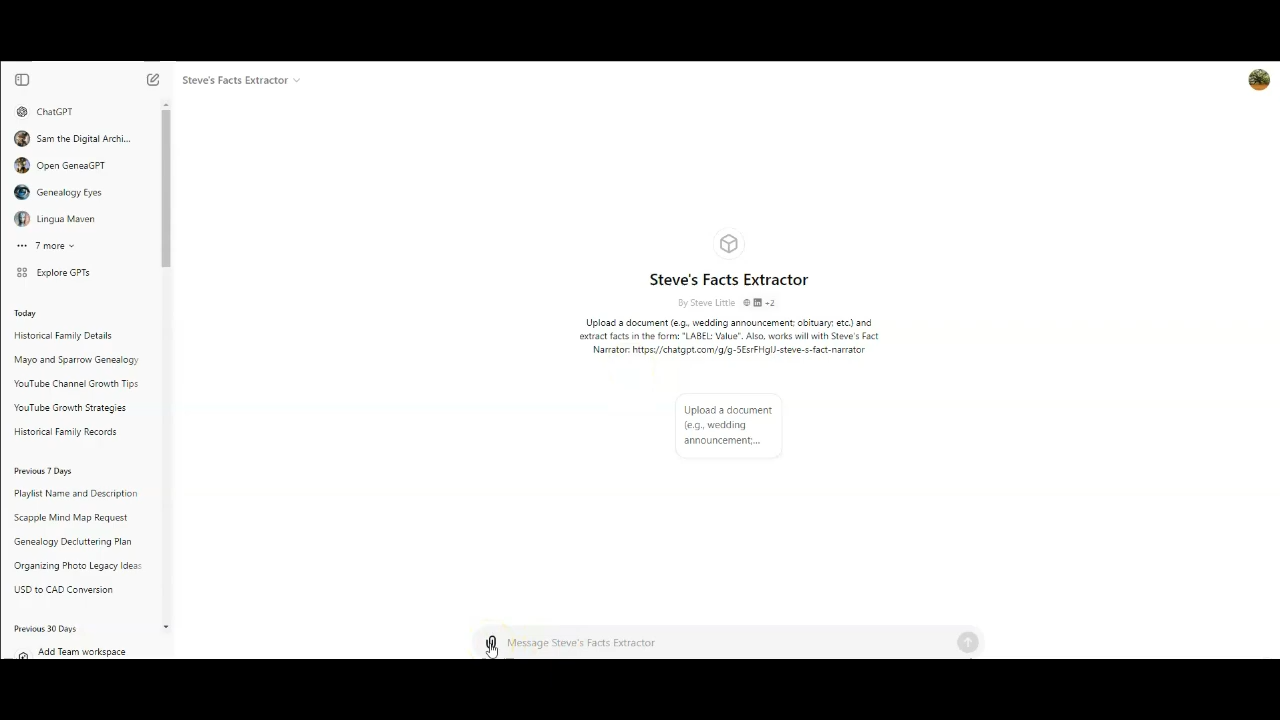 Steve's Facts Extractor
ChatGPT
Sam the Digital Archi...
Open GeneaGPT
Genealogy Eyes
Lingua Maven
7 more
Explore GPTs
Today
Historical Family Details
Mayo and Sparrow Genealogy
YouTube Channel Growth Tips
YouTube Growth Strategies
Historical Family Records
Previous 7 Days
Playlist Name and Description
Scapple Mind Map Request
Genealogy Decluttering Plan
Organizing Photo Legacy Ideas
USD to CAD Conversion
Previous 30 Days
Add Team workspace
Steve's Facts Extractor
By Steve Little +2
Upload a document (e.g., wedding announcement; obituary; etc.) and
extract facts in the form: "LABEL: Value". Also, works will with Steve's Fact
Narrator: https://chatgpt.com/g/g-5EsrFHgIJ-steve-s-fact-narrator
Upload a document
(e.g., wedding
announcement;...
Message Steve's Facts Extractor